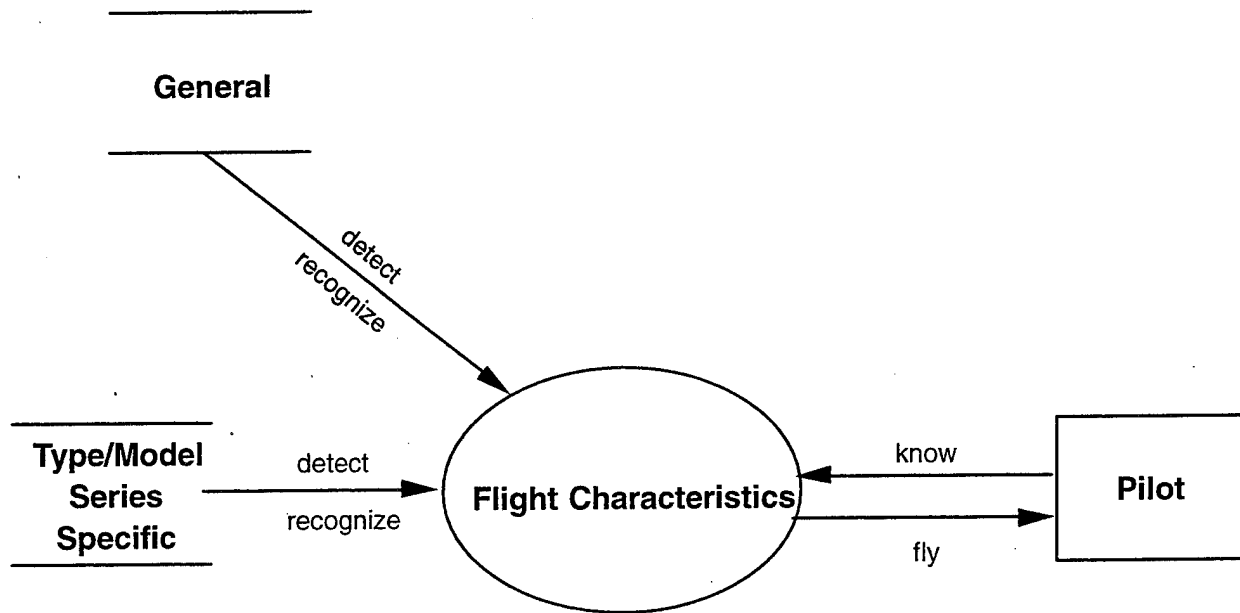 General
detect
recognize
Type/Model
Series
Specific
detect
recognize
Flight Characteristics
know
fly
Pilot